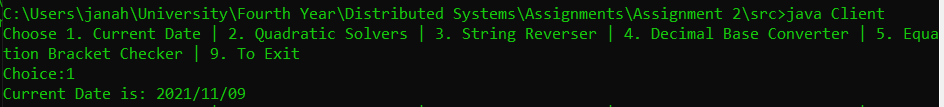 C:\Users\janah\University\Fourth Year\Distributed Systems\Assignments\Assignment 2\src>java Client
Choose 1. Current Date | 2. Quadratic Solvers | 3. String Reverser | 4. Decimal Base Converter | 5. Equa
tion Bracket Checker | 9. To Exit
Choice:1
Current Date is: 2021/11/09